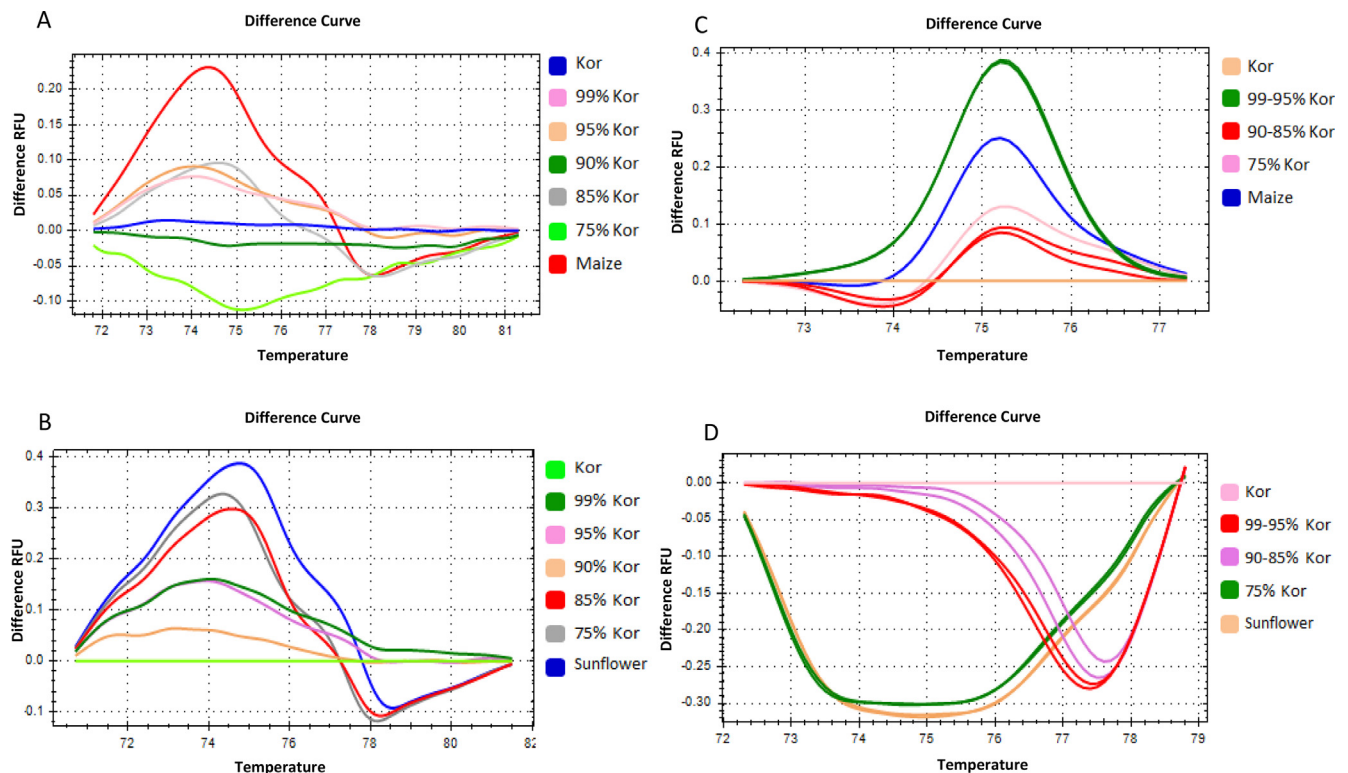 A
Difference Curve
Difference RFU
0.20
0.15
0.10
0.05
0.00
-0.05
-0.10
72 73 74 75 76 77 78 79 80 81
Temperature
Kor
99% Kor
95% Kor
90% Kor
85% Kor
75% Kor
Maize
C
Difference Curve
Difference RFU
0.4
0.3
0.2
0.1
0.0
73 74 75 76 77
Temperature
Kor
99-95% Kor
90-85% Kor
75% Kor
Maize
B
Difference Curve
Difference RFU
0.4
0.3
0.2
0.1
0.0
0.1
72 74 76 78 80 82
Temperature
Kor
99% Kor
95% Kor
90% Kor
85% Kor
75% Kor
Sunflower
D
Difference Curve
Difference RFU
0.00
-0.05
-0.10
-0.15
-0.20
-0.25
-0.30
72 73 74 75 76 77 78 79
Temperature
Kor
99-95% Kor
90-85% Kor
75% Kor
Sunflower